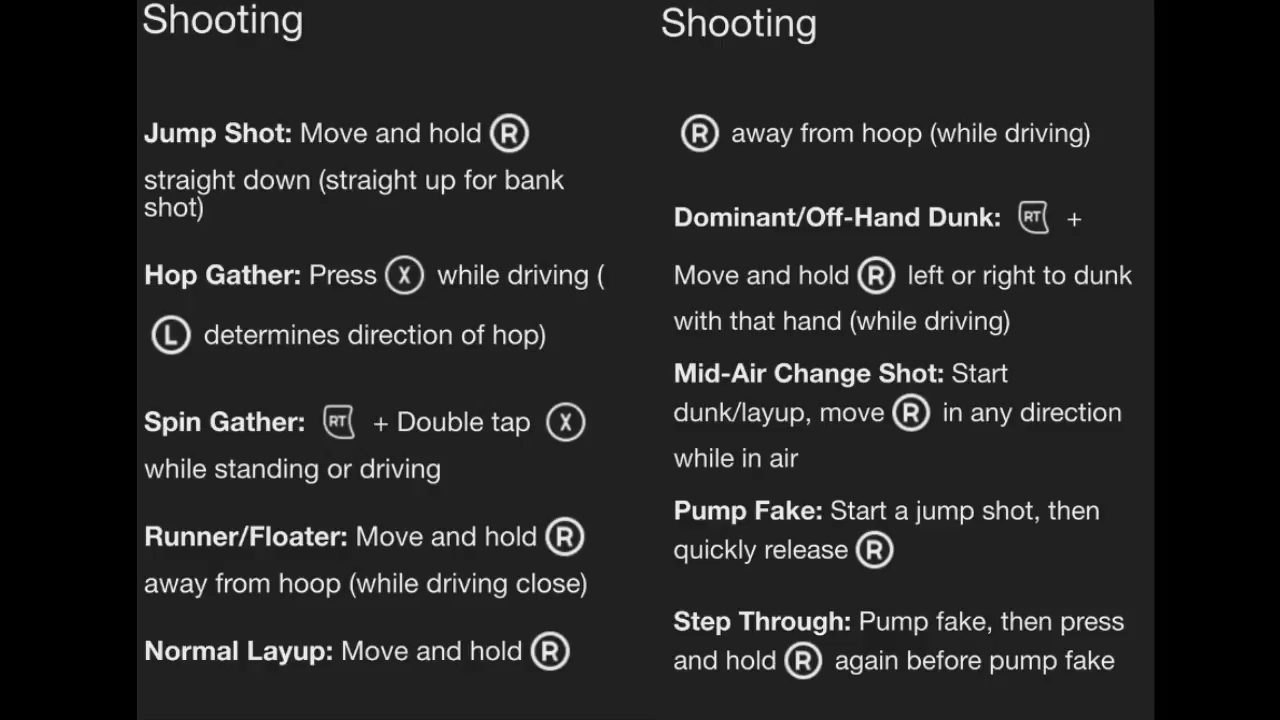 Shooting
Jump Shot: Move and hold R
straight down (straight up for bank
shot)
Hop Gather: Press X while driving (
L determines direction of hop)
Spin Gather: RT + Double tap X
while standing or driving
Runner/Floater: Move and hold R
away from hoop (while driving close)
Normal Layup: Move and hold R
Shooting
R away from hoop (while driving)
Dominant/Off-Hand Dunk: RT +
Move and hold R left or right to dunk
with that hand (while driving)
Mid-Air Change Shot: Start
dunk/layup, move R in any direction
while in air
Pump Fake: Start a jump shot, then
quickly release R
Step Through: Pump fake, then press
and hold R again before pump fake